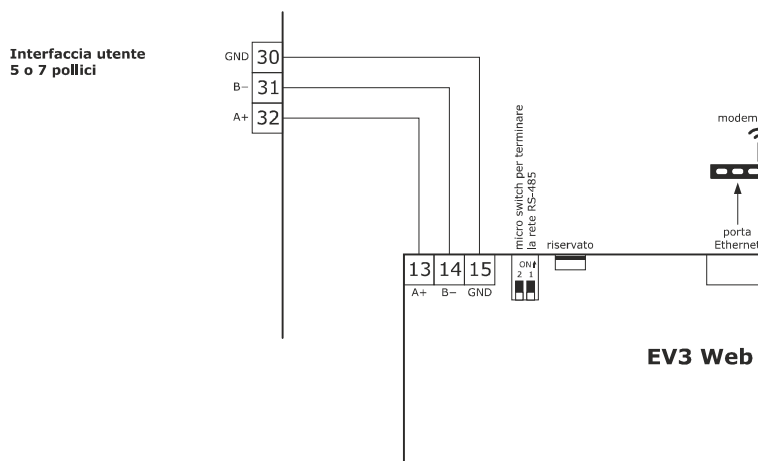 Interfaccia utente
5 o 7 pollici
GND 30
B− 31
A+ 32
micro switch per terminare
la rete RS-485
riservato
modem
porta
Ethernet
13 14 15
A+ B− GND
ON
2 1
EV3 Web